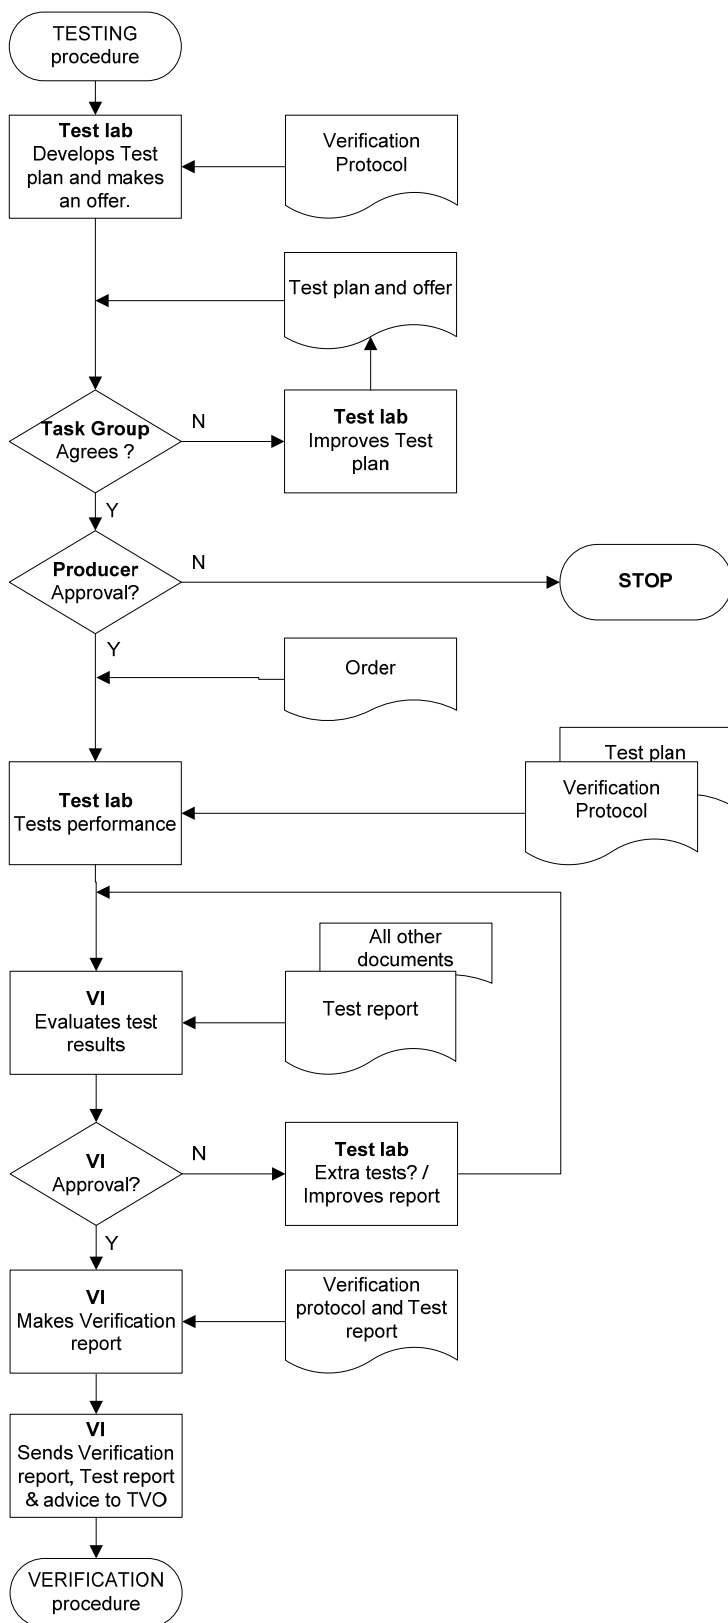 TESTING
procedure
Test lab
Develops Test
plan and makes
an offer.
Verification
Protocol
Test plan and offer
Task Group
Agrees ?
N
Test lab
Improves Test
plan
Y
Producer
Approval?
N
STOP
Y
Order
Test plan
Test lab
Tests performance
Verification
Protocol
All other
documents
VI
Evaluates test
results
Test report
VI
Approval?
N
Test lab
Extra tests? /
Improves report
Y
VI
Makes Verification
report
Verification
protocol and Test
report
VI
Sends Verification
report, Test report
& advice to TVO
VERIFICATION
procedure